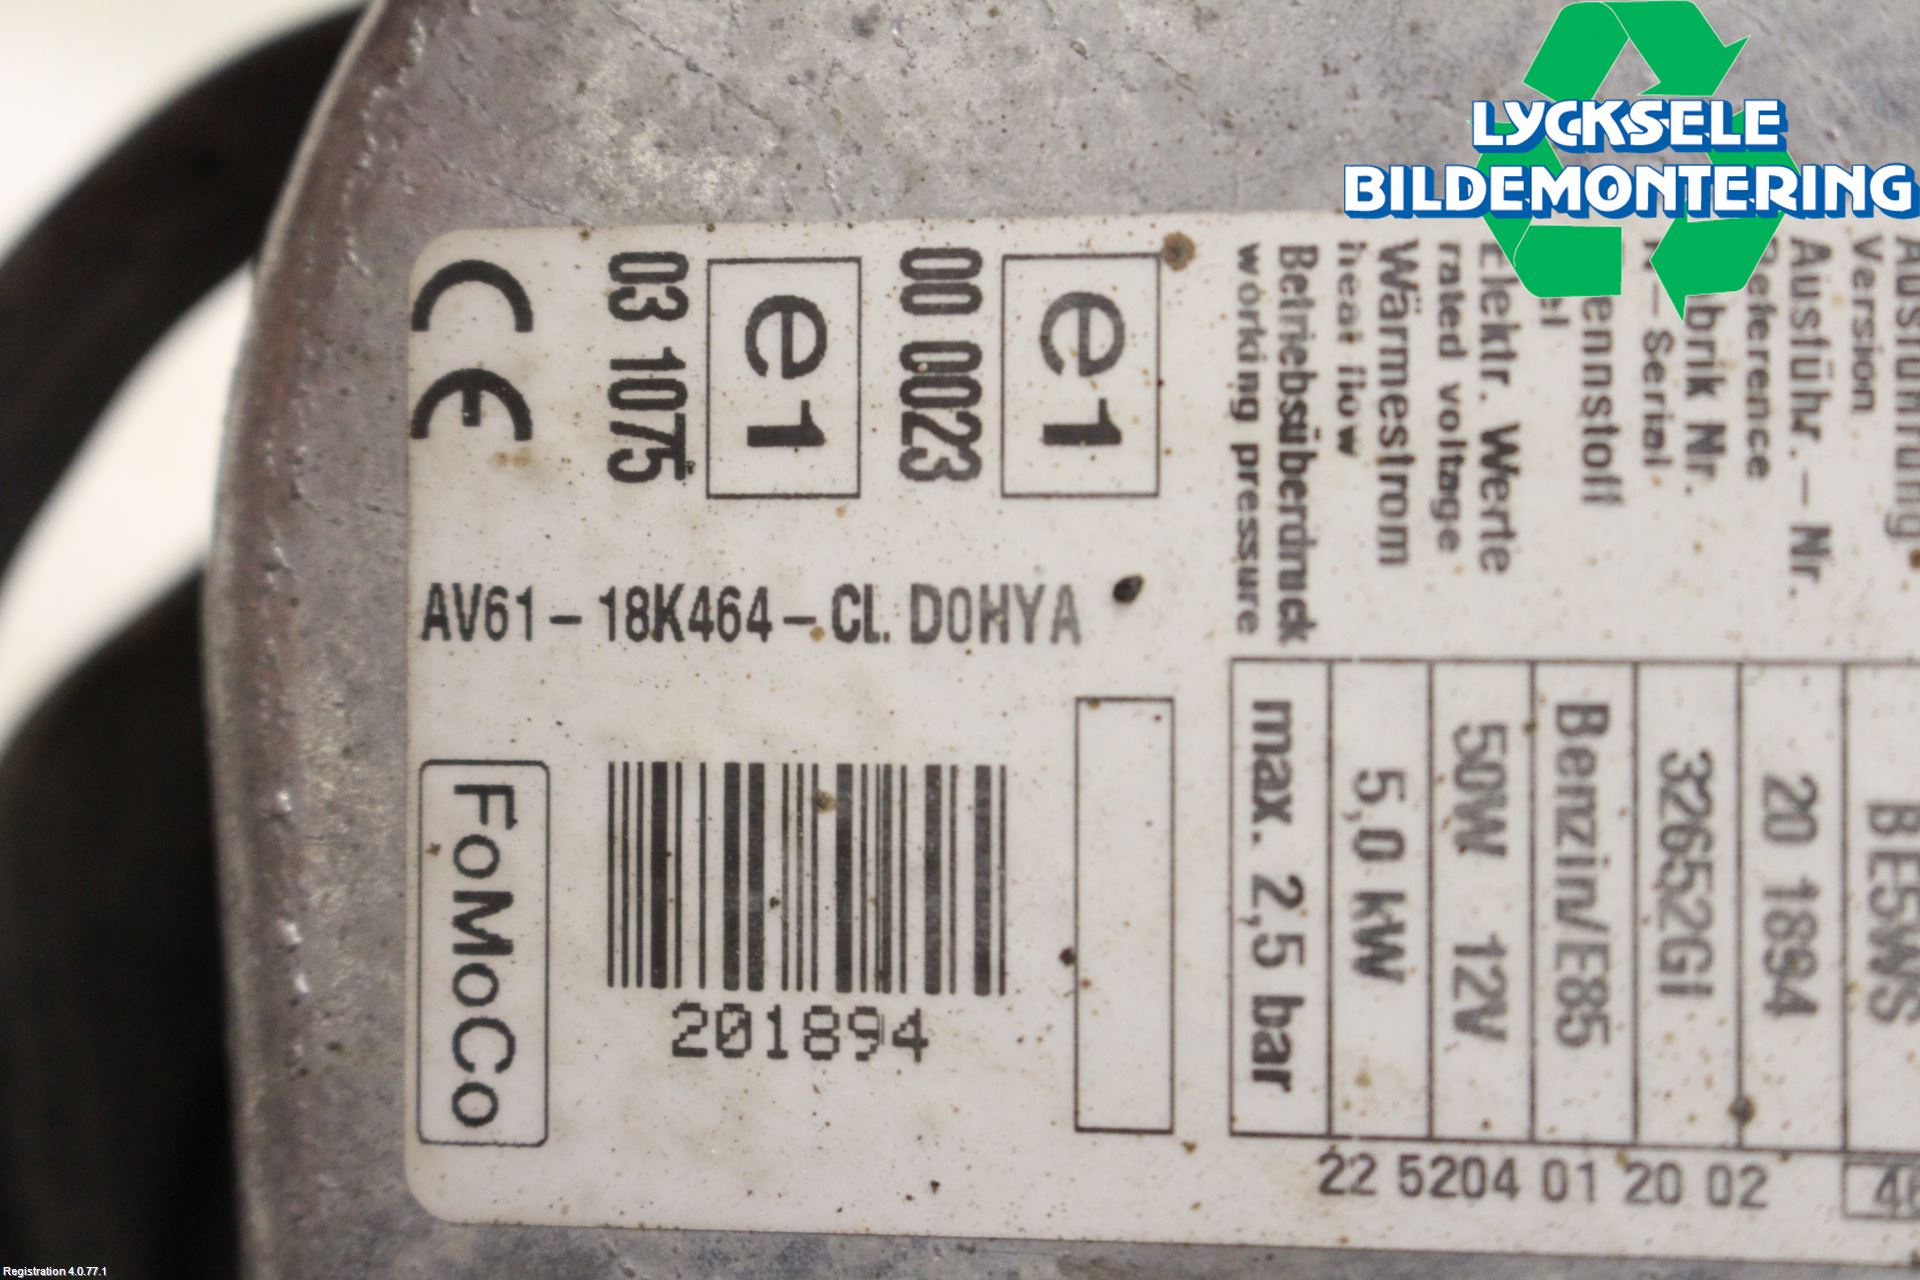 LYCKSELE
BILDEMONTERING
Ausführung
Version
BE5WS
Ausführ. - Nr.
Reference
20 1894
Nr.
Serial
32652GI
Benzin/E85
Elektr. Werte
rated voltage
50W 12V
Wärmestrom
heat flow
5,0 kW
Betriebsüberdruck
working pressure
max. 2,5 bar
e1
00 0023
e1
03 1075
CE
AV61-18K464-CL. DOHYA
201894
FoMoCo
22 5204 01 20 02
Registration 4.0.77.1